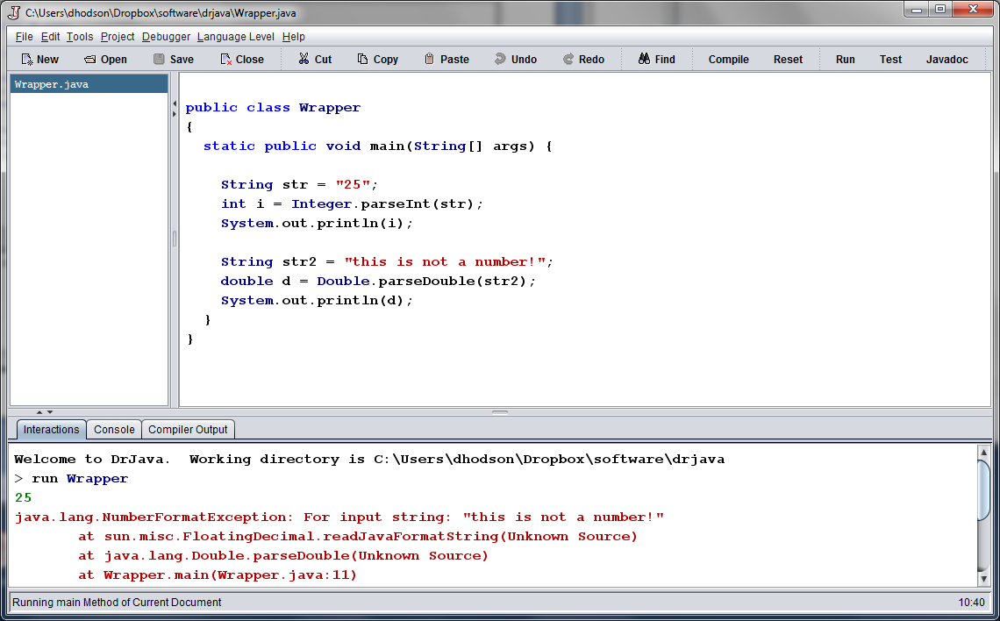 C:\Users\dhodson\Dropbox\software\drjava\Wrapper.java
File Edit Tools Project Debugger Language Level Help
New Open Save Close Cut Copy Paste Undo Redo Find Compile Reset Run Test Javadoc
Wrapper.java
public class Wrapper
{
static public void main(String[] args) {
String str = "25";
int i = Integer.parseInt(str);
System.out.println(i);
String str2 = "this is not a number!";
double d = Double.parseDouble(str2);
System.out.println(d);
}
}
Interactions Console Compiler Output
Welcome to DrJava.  Working directory is C:\Users\dhodson\Dropbox\software\drjava
> run Wrapper
25
java.lang.NumberFormatException: For input string: "this is not a number!"
at sun.misc.FloatingDecimal.readJavaFormatString(Unknown Source)
at java.lang.Double.parseDouble(Unknown Source)
at Wrapper.main(Wrapper.java:11)
Running main Method of Current Document 10:40